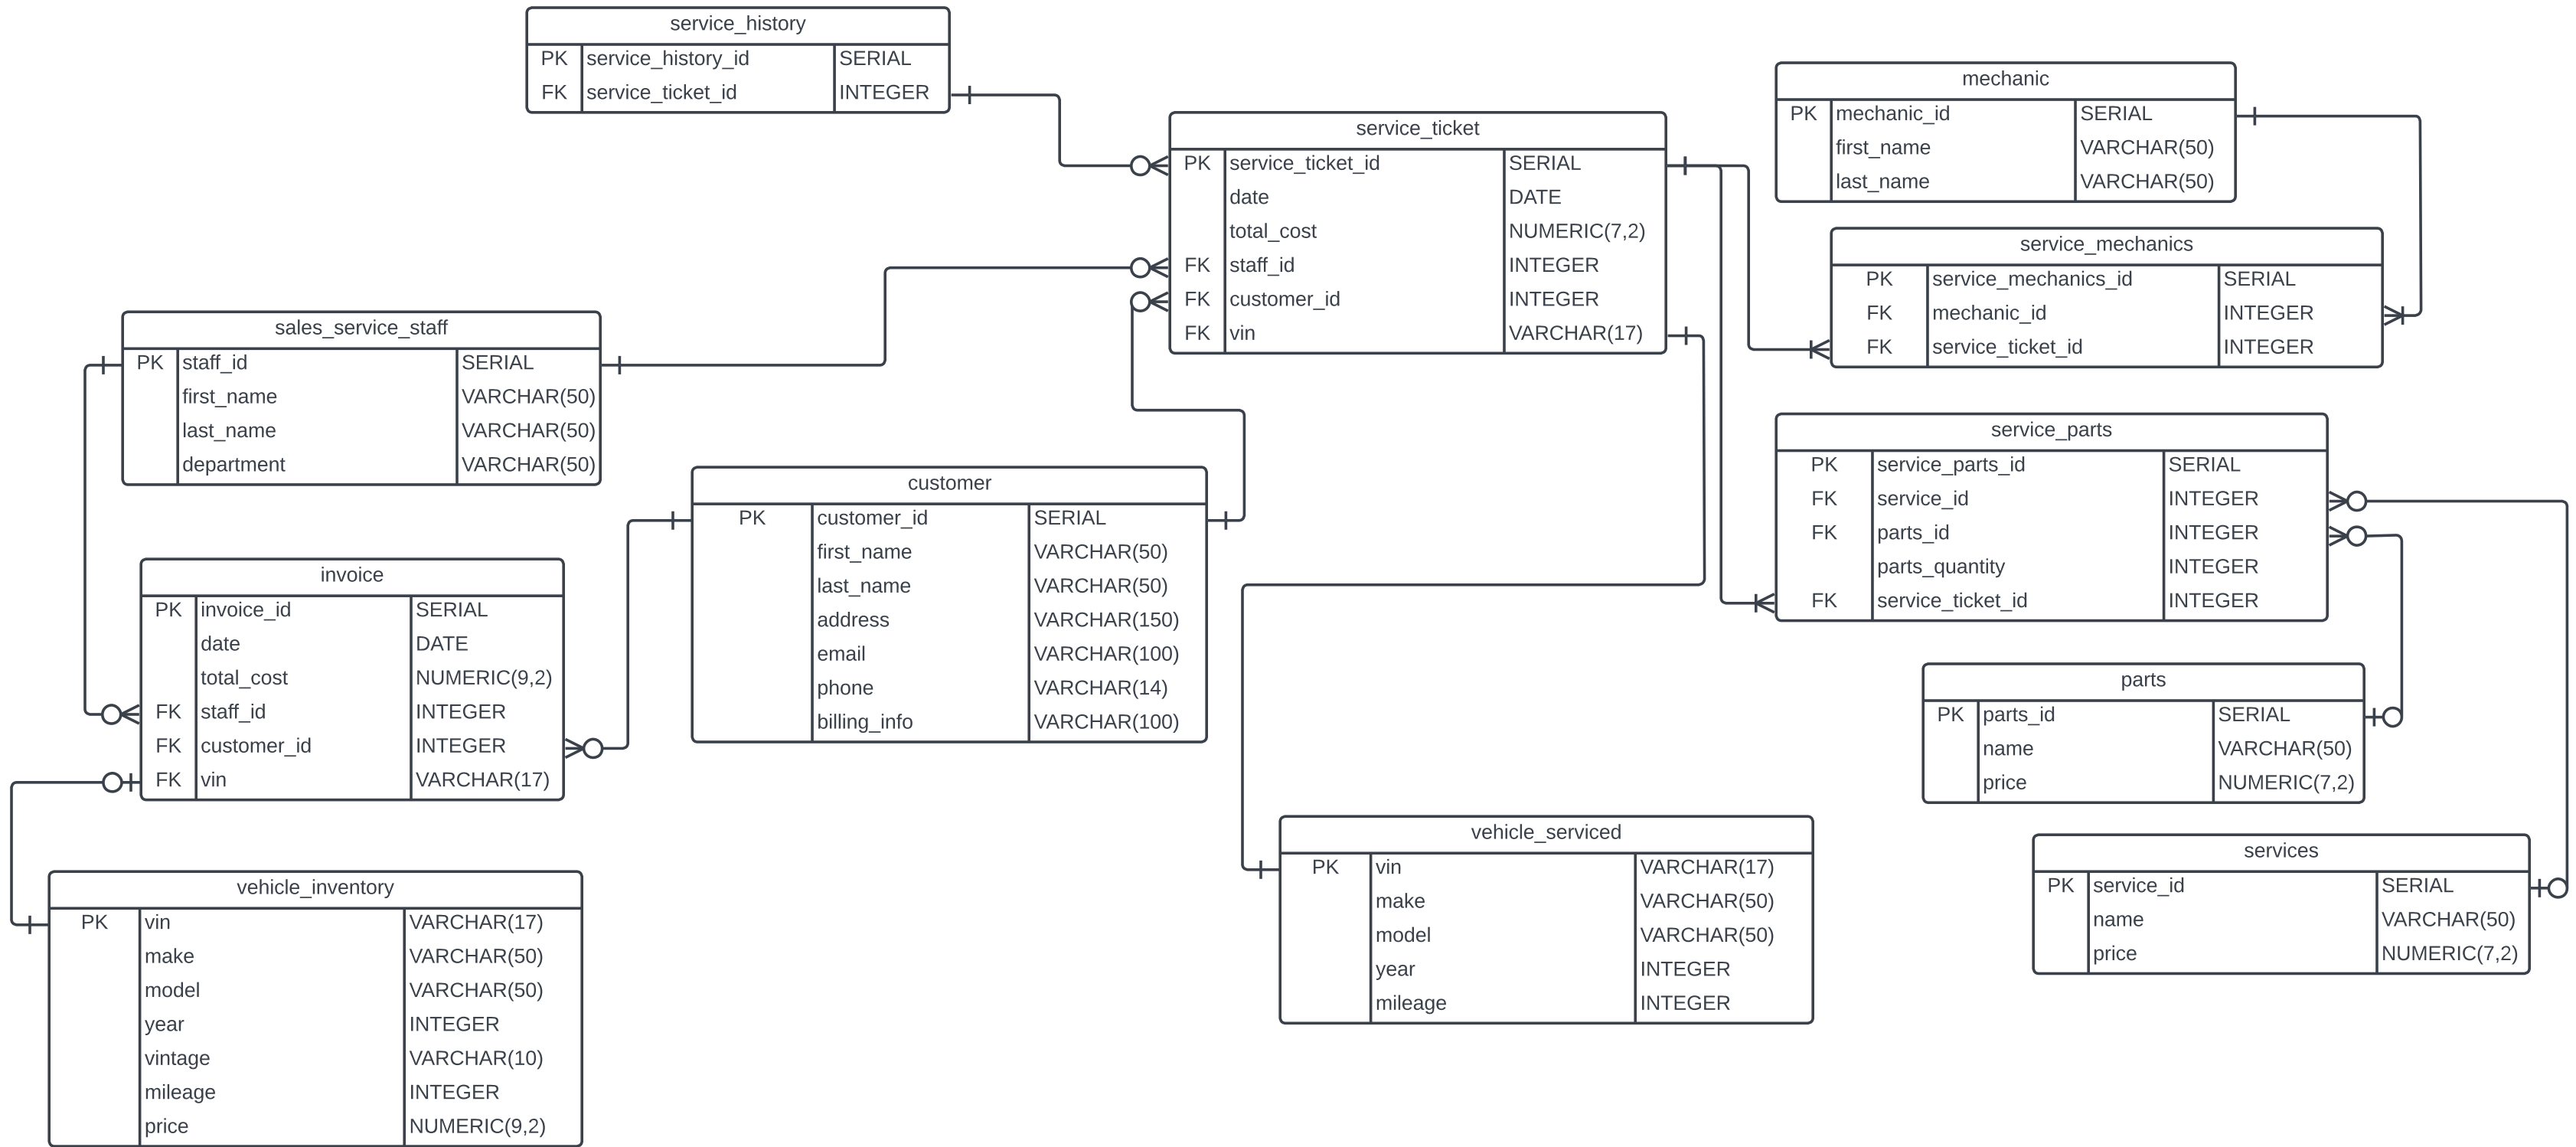 service_history
PK service_history_id SERIAL
FK service_ticket_id INTEGER
mechanic
PK mechanic_id SERIAL
first_name VARCHAR(50)
last_name VARCHAR(50)
service_ticket
PK service_ticket_id SERIAL
date DATE
total_cost NUMERIC(7,2)
FK staff_id INTEGER
FK customer_id INTEGER
FK vin VARCHAR(17)
service_mechanics
PK service_mechanics_id SERIAL
FK mechanic_id INTEGER
FK service_ticket_id INTEGER
sales_service_staff
PK staff_id SERIAL
first_name VARCHAR(50)
last_name VARCHAR(50)
department VARCHAR(50)
service_parts
PK service_parts_id SERIAL
FK service_id INTEGER
FK parts_id INTEGER
parts_quantity INTEGER
FK service_ticket_id INTEGER
customer
PK customer_id SERIAL
first_name VARCHAR(50)
last_name VARCHAR(50)
address VARCHAR(150)
email VARCHAR(100)
phone VARCHAR(14)
billing_info VARCHAR(100)
invoice
PK invoice_id SERIAL
date DATE
total_cost NUMERIC(9,2)
FK staff_id INTEGER
FK customer_id INTEGER
FK vin VARCHAR(17)
parts
PK parts_id SERIAL
name VARCHAR(50)
price NUMERIC(7,2)
vehicle_serviced
PK vin VARCHAR(17)
make VARCHAR(50)
model VARCHAR(50)
year INTEGER
mileage INTEGER
services
PK service_id SERIAL
name VARCHAR(50)
price NUMERIC(7,2)
vehicle_inventory
PK vin VARCHAR(17)
make VARCHAR(50)
model VARCHAR(50)
year INTEGER
vintage VARCHAR(10)
mileage INTEGER
price NUMERIC(9,2)